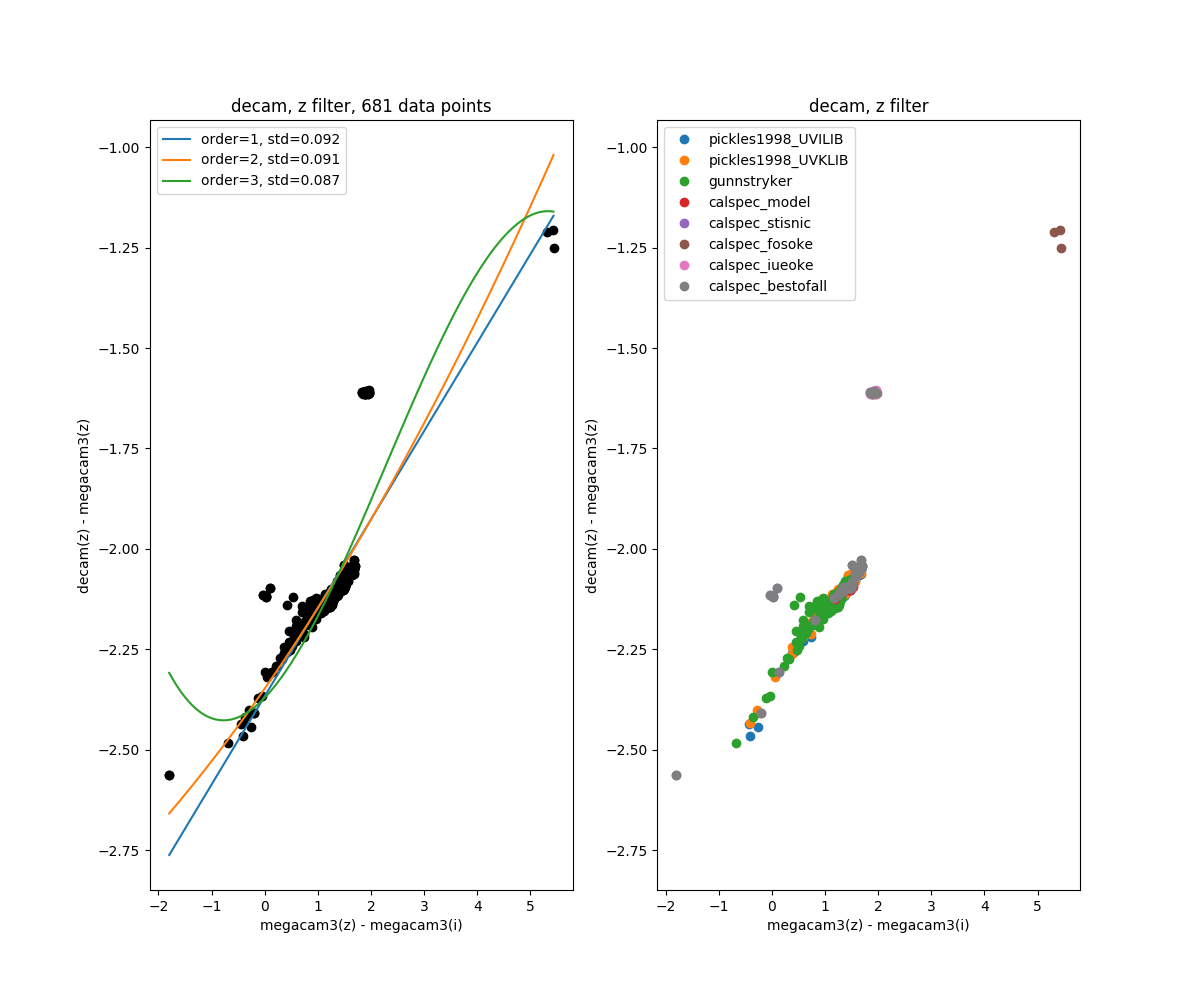 decam, z filter, 681 data points
order=1, std=0.092
order=2, std=0.091
order=3, std=0.087
−1.00
−1.25
−1.50
−1.75
−2.00
−2.25
−2.50
−2.75
decam(z) - megacam3(z)
−2 −1 0 1 2 3 4 5
megacam3(z) - megacam3(i)
decam, z filter
pickles1998_UVILIB
pickles1998_UVKLIB
gunnstryker
calspec_model
calspec_stisnic
calspec_fosoke
calspec_iueoke
calspec_bestofall
−1.00
−1.25
−1.50
−1.75
−2.00
−2.25
−2.50
−2.75
decam(z) - megacam3(z)
−2 −1 0 1 2 3 4 5
megacam3(z) - megacam3(i)